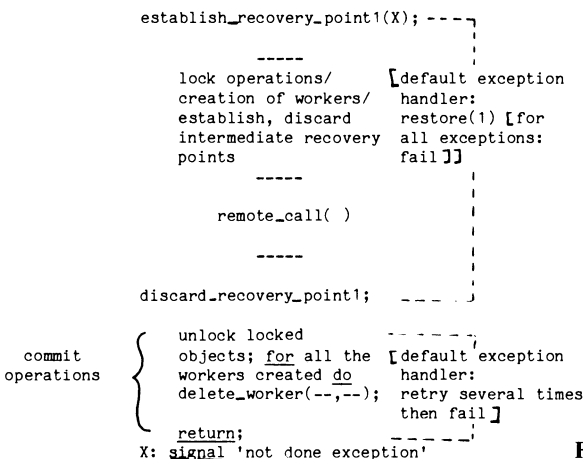 establish_recovery_point1(X); ----
-----
lock operations/ [default exception
creation of workers/ handler:
establish, discard restore(1) [for
intermediate recovery all exceptions:
points fail]]
-----
remote_call( )
-----
discard_recovery_point1; ----
unlock locked
commit objects; for all the [default exception
operations workers created do handler:
delete_worker(--,--); retry several times
then fail]
return;
X: signal 'not done exception'